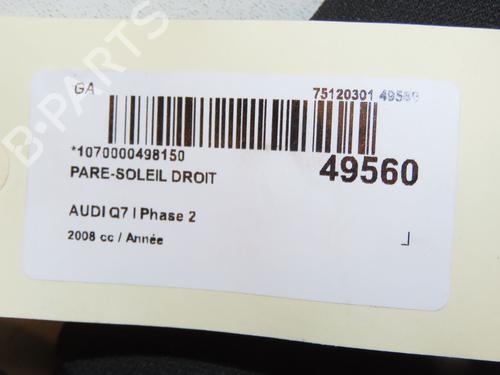 B-PARTS
GA
75120301 49560
*1070000498150
49560
PARE-SOLEIL DROIT
AUDI Q7 I Phase 2
2008 cc / Année